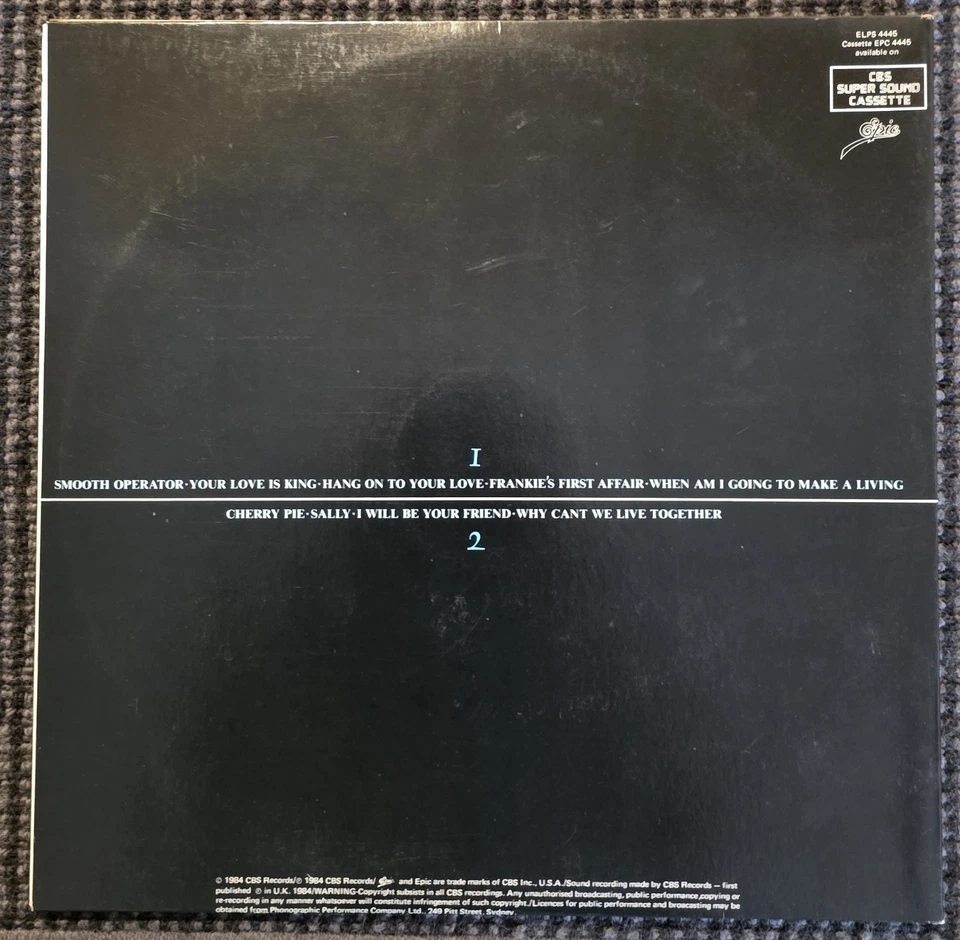 ELPS 4445
Cassette EPC 4445
available on
CBS
SUPER SOUND
CASSETTE
Epic
1
SMOOTH OPERATOR·YOUR LOVE IS KING·HANG ON TO YOUR LOVE·FRANKIE'S FIRST AFFAIR·WHEN AM I GOING TO MAKE A LIVING
CHERRY PIE·SALLY·I WILL BE YOUR FRIEND·WHY CANT WE LIVE TOGETHER
2
© 1984 CBS Records/℗ 1984 CBS Records/ Epic and Epic are trade marks of CBS Inc., U.S.A./Sound recording made by CBS Records – first
published ℗ in U.K. 1984/WARNING-Copyright subsists in all CBS recordings. Any unauthorised broadcasting, public performance,copying or
re-recording in any manner whatsoever will constitute infringement of such copyright./Licences for public performance and broadcasting may be
obtained from Phonographic Performance Company Ltd., 249 Pitt Street, Sydney.